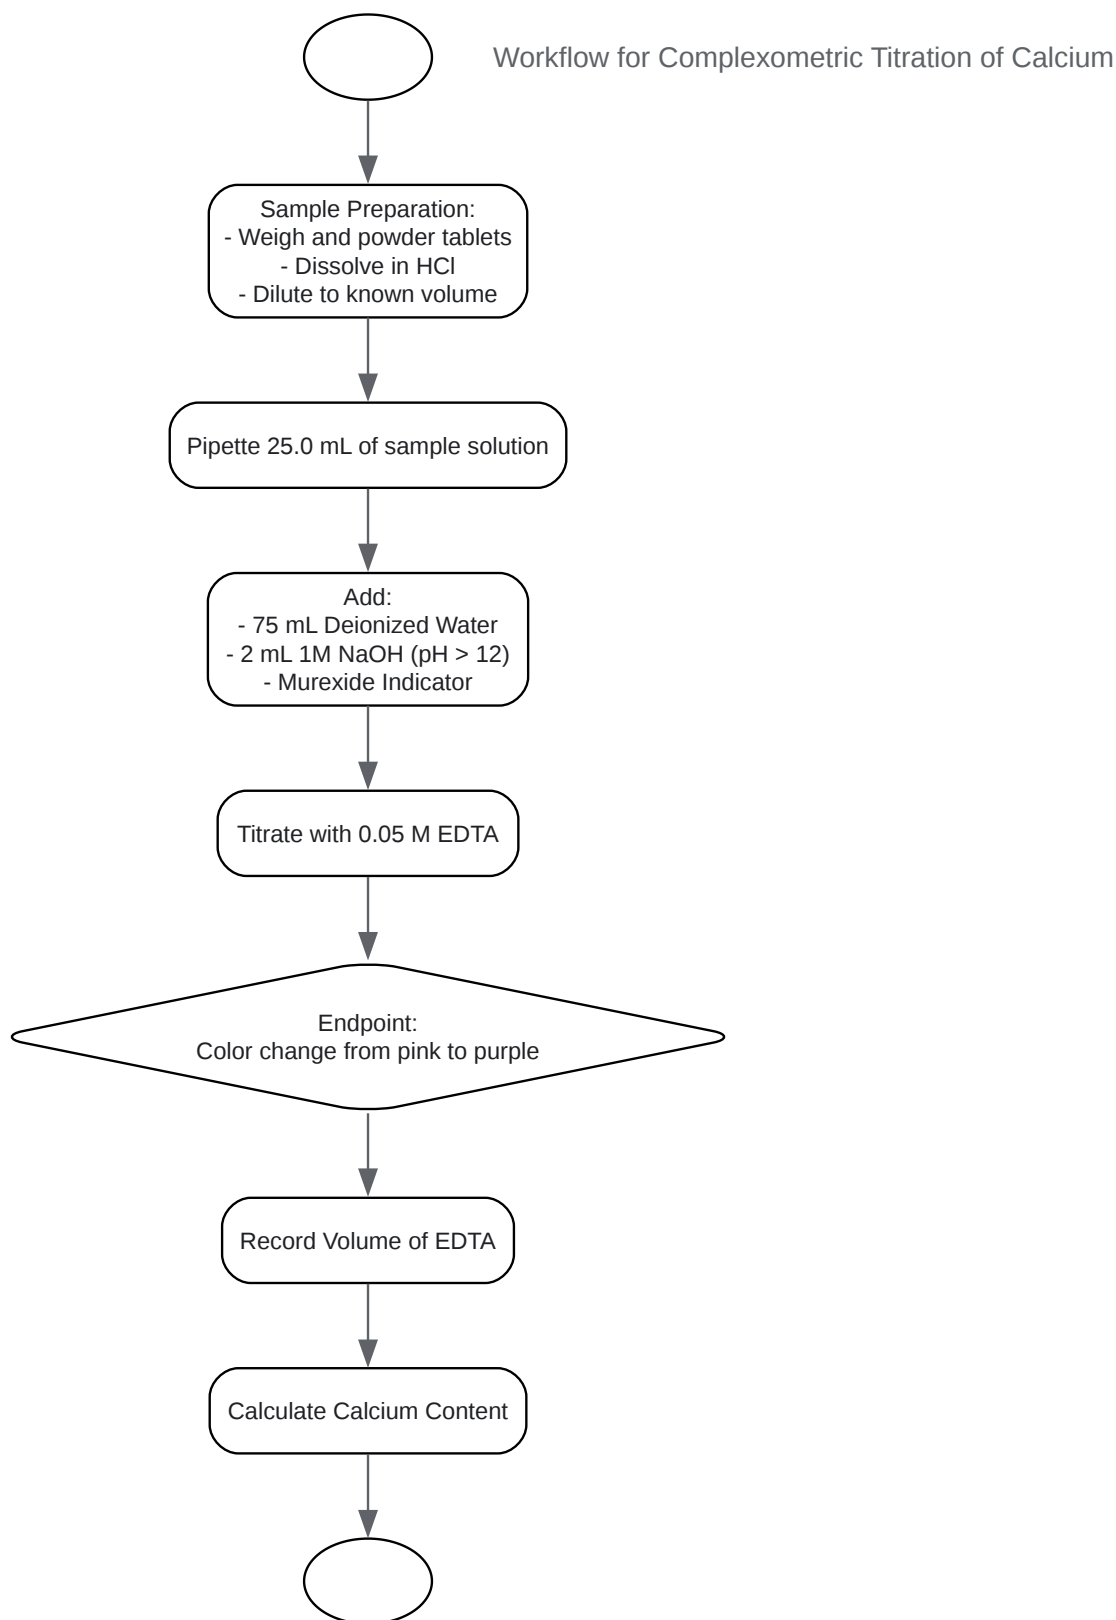 Workflow for Complexometric Titration of Calcium
Sample Preparation:
- Weigh and powder tablets
- Dissolve in HCl
- Dilute to known volume
Pipette 25.0 mL of sample solution
Add:
- 75 mL Deionized Water
- 2 mL 1M NaOH (pH > 12)
- Murexide Indicator
Titrate with 0.05 M EDTA
Endpoint:
Color change from pink to purple
Record Volume of EDTA
Calculate Calcium Content